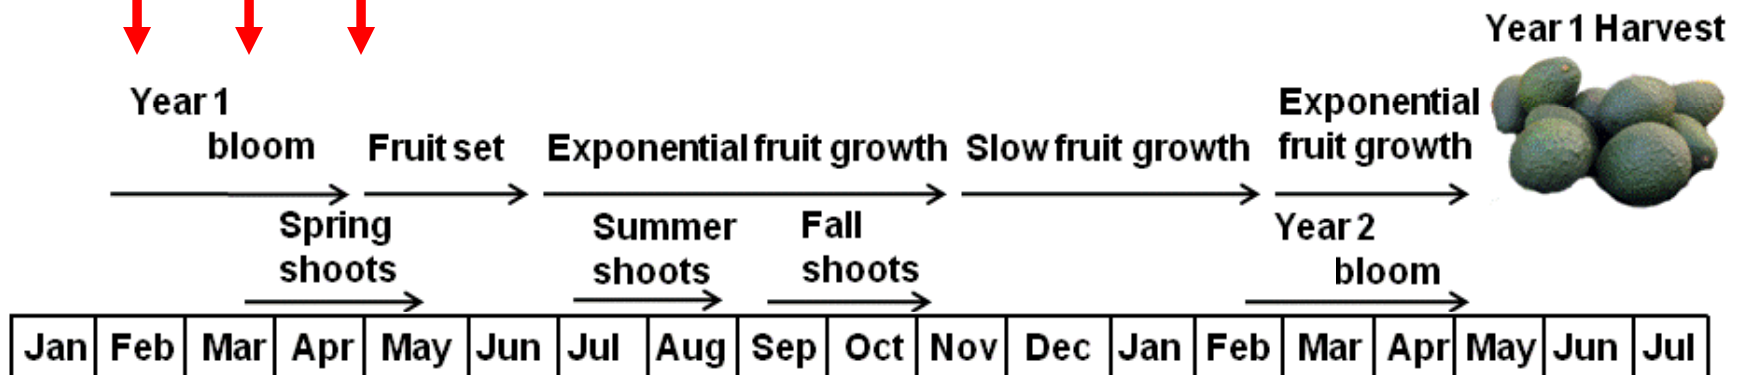 Year 1 Harvest
Year 1
bloom
Fruit set
Exponential fruit growth
Slow fruit growth
Exponential
fruit growth
Spring
shoots
Summer
shoots
Fall
shoots
Year 2
bloom
Jan Feb Mar Apr May Jun Jul Aug Sep Oct Nov Dec Jan Feb Mar Apr May Jun Jul